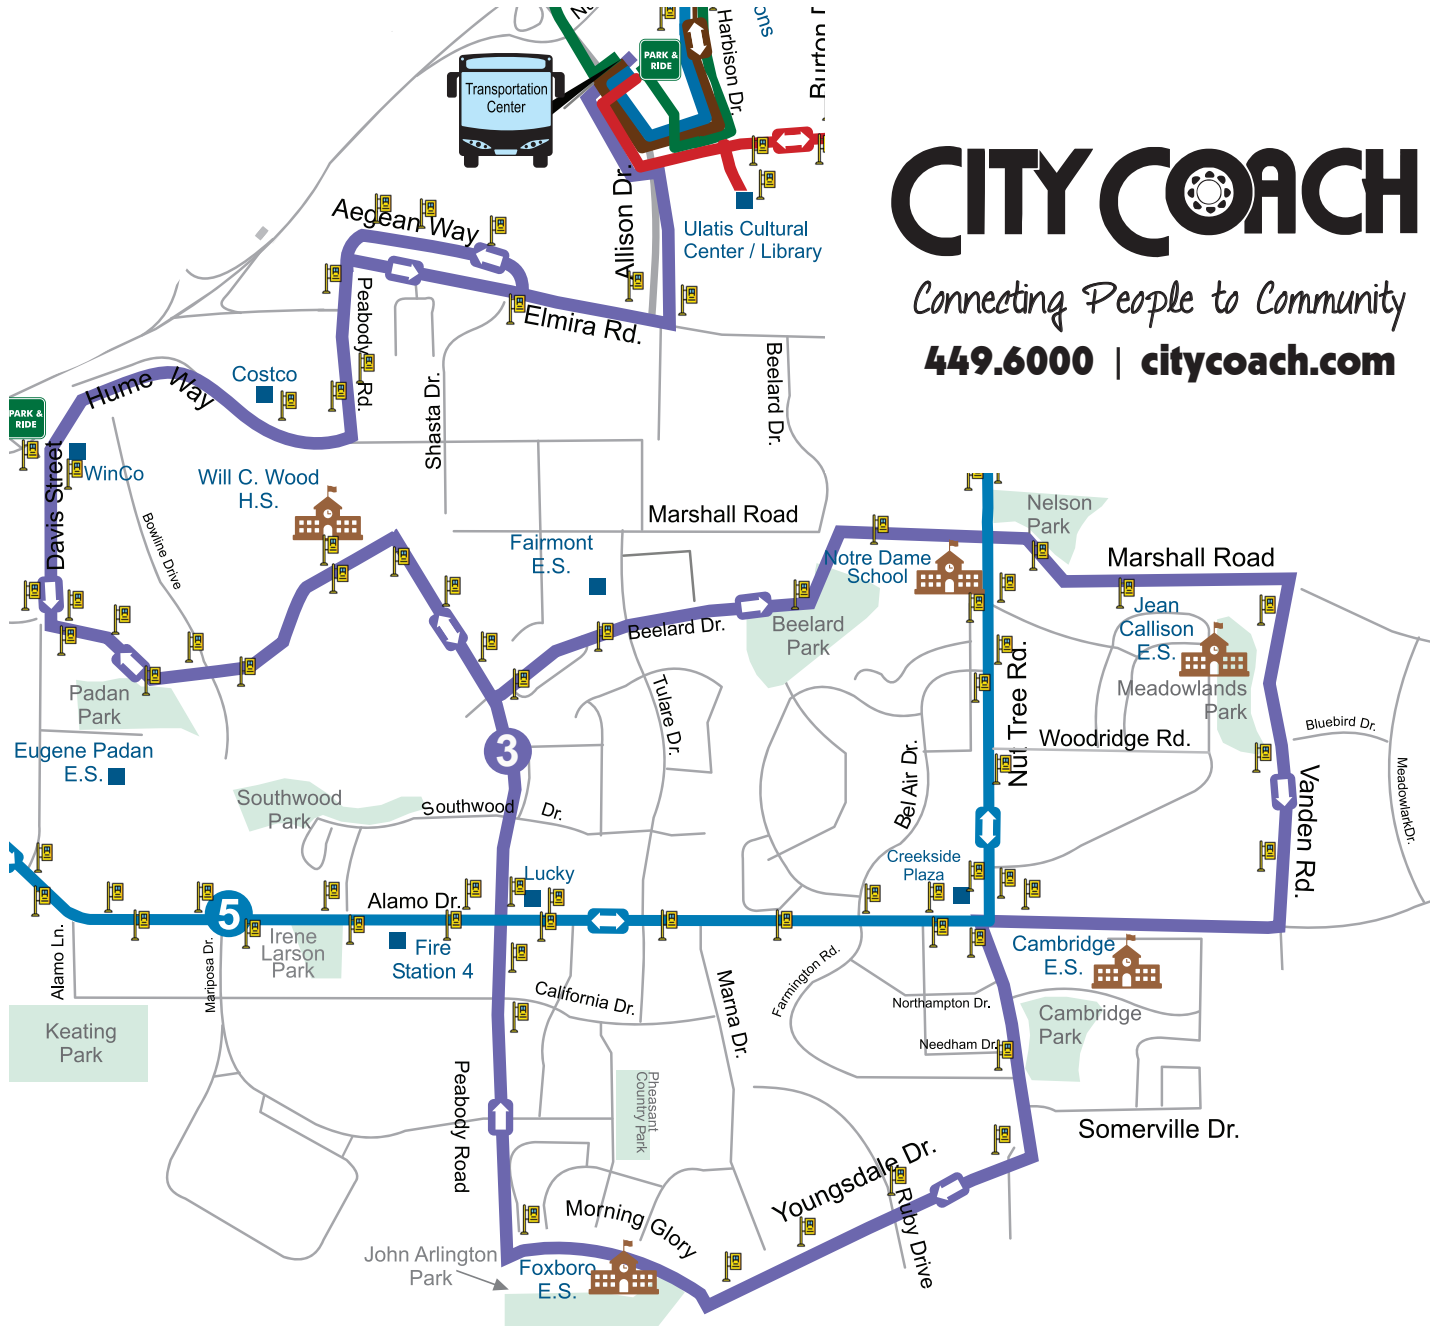 Harbison Dr.
ons
PARK &
RIDE
Transportation
Center
CITY COACH
Connecting People to Community
449.6000 | citycoach.com
Ulatis Cultural
Center / Library
Allison Dr.
Aegean Way
Elmira Rd.
Peabody Rd.
Shasta Dr.
Beelard Dr.
Costco
Hume Way
PARK &
RIDE
WinCo
Davis Street
Bowline Drive
Will C. Wood
H.S.
Marshall Road
Fairmont
E.S.
Nelson
Park
Notre Dame
School
Marshall Road
Jean
Callison
E.S.
Beelard Dr.
Beelard
Park
Meadowlands
Park
Padan
Park
Tulare Dr.
Nut Tree Rd.
Woodridge Rd.
Bluebird Dr.
Eugene Padan
E.S.
3
Bel Air Dr.
Vanden Rd.
MeadowlarkDr.
Southwood
Park
Southwood Dr.
Creekside
Plaza
Lucky
Alamo Dr.
5
Alamo Ln.
Mariposa Dr.
Irene
Larson
Park
Fire
Station 4
Cambridge
E.S.
Farmington Rd.
California Dr.
Marna Dr.
Northampton Dr.
Cambridge
Park
Needham Dr.
Keating
Park
Peabody Road
Pheasant
Country Park
Somerville Dr.
Youngsdale Dr.
Ruby Drive
Morning Glory
John Arlington
Park
Foxboro
E.S.